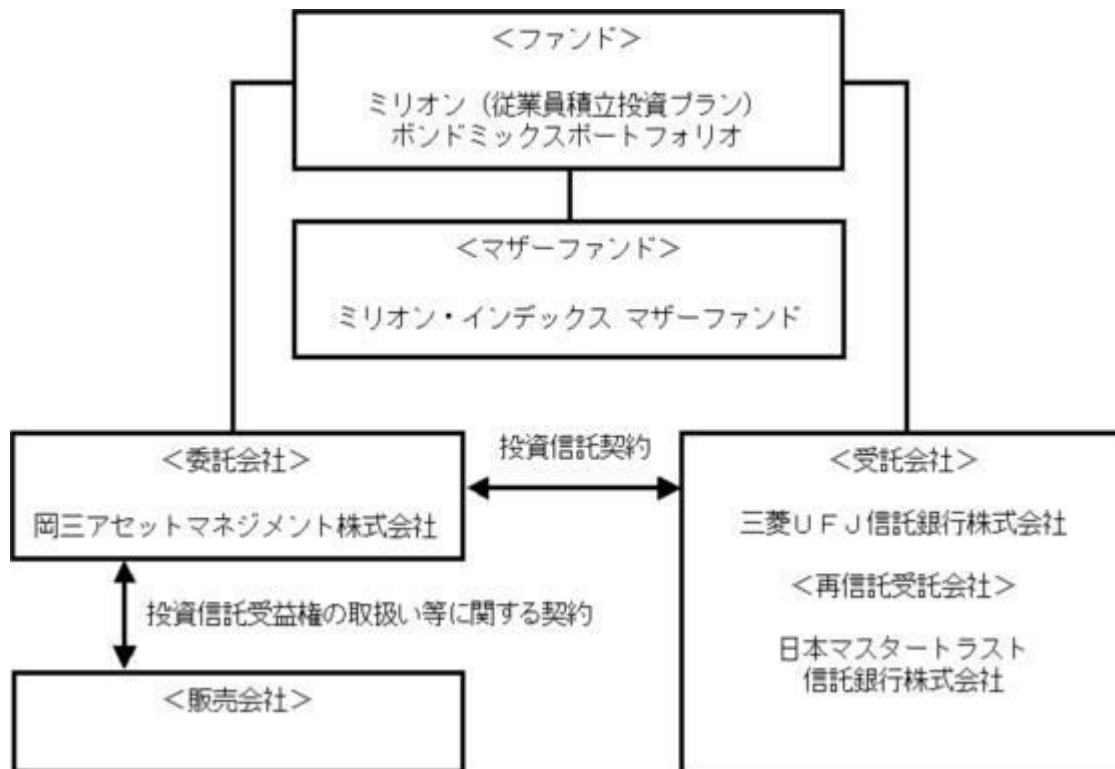 ＜ファンド＞
ミリオン（従業員積立投資プラン）
ボンドミックスポートフォリオ
＜マザーファンド＞
ミリオン・インデックス マザーファンド
＜委託会社＞
岡三アセットマネジメント株式会社
投資信託契約
＜受託会社＞
三菱ＵＦＪ信託銀行株式会社
＜再信託受託会社＞
日本マスタートラスト
信託銀行株式会社
投資信託受益権の取扱い等に関する契約
＜販売会社＞